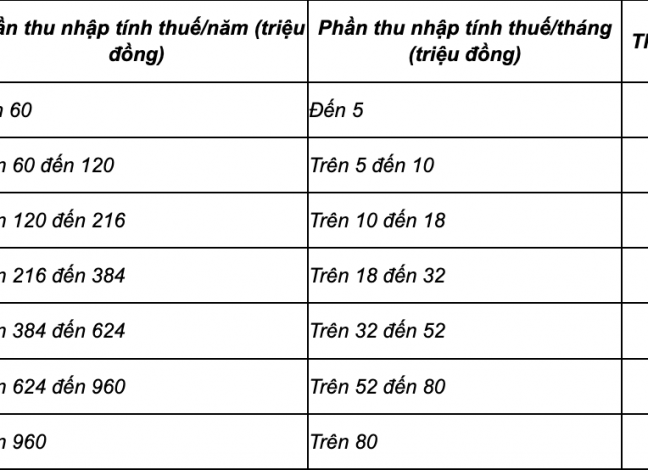 thu nhập tính thuế/năm (triệu
đồng)
Phần thu nhập tính thuế/tháng
(triệu đồng)
60
Đến 5
60 đến 120
Trên 5 đến 10
120 đến 216
Trên 10 đến 18
216 đến 384
Trên 18 đến 32
384 đến 624
Trên 32 đến 52
624 đến 960
Trên 52 đến 80
960
Trên 80